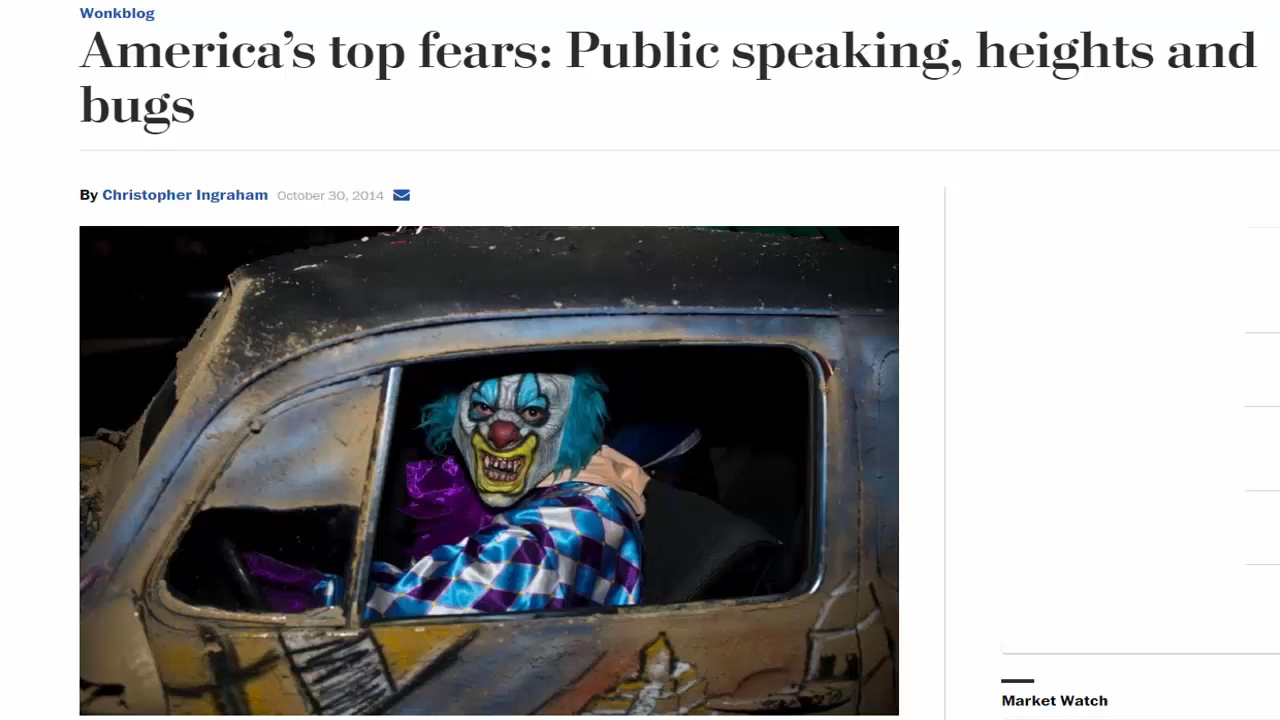 Wonkblog
America’s top fears: Public speaking, heights and
bugs
By Christopher Ingraham October 30, 2014
Market Watch